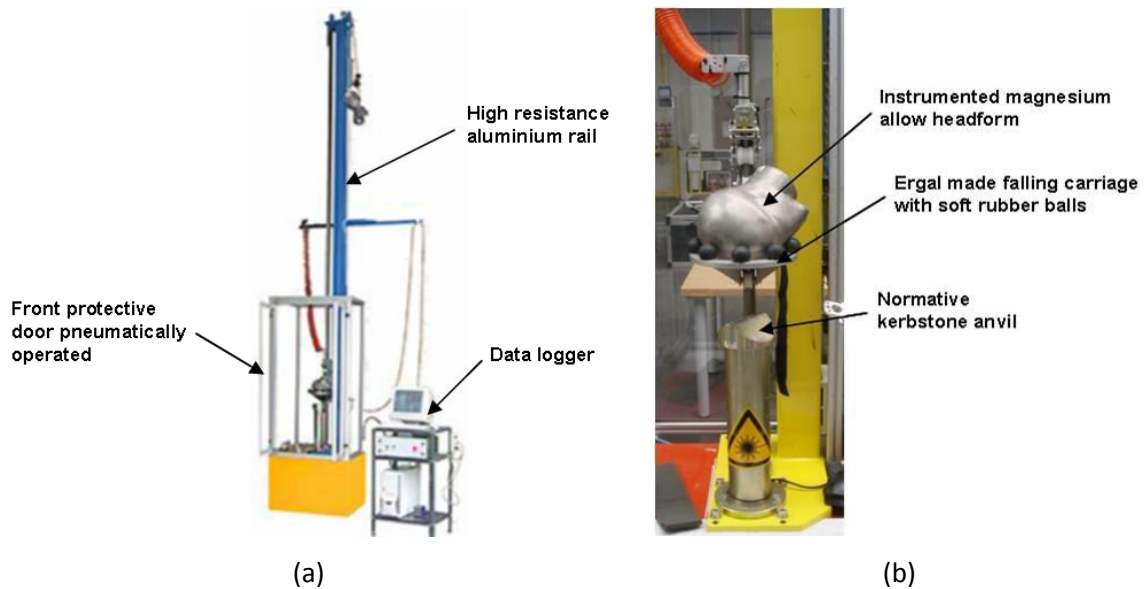 High resistance
aluminium rail
Front protective
door pneumatically
operated
Data logger
(a)
Instrumented magnesium
allow headform
Ergal made falling carriage
with soft rubber balls
Normative
kerbstone anvil
(b)